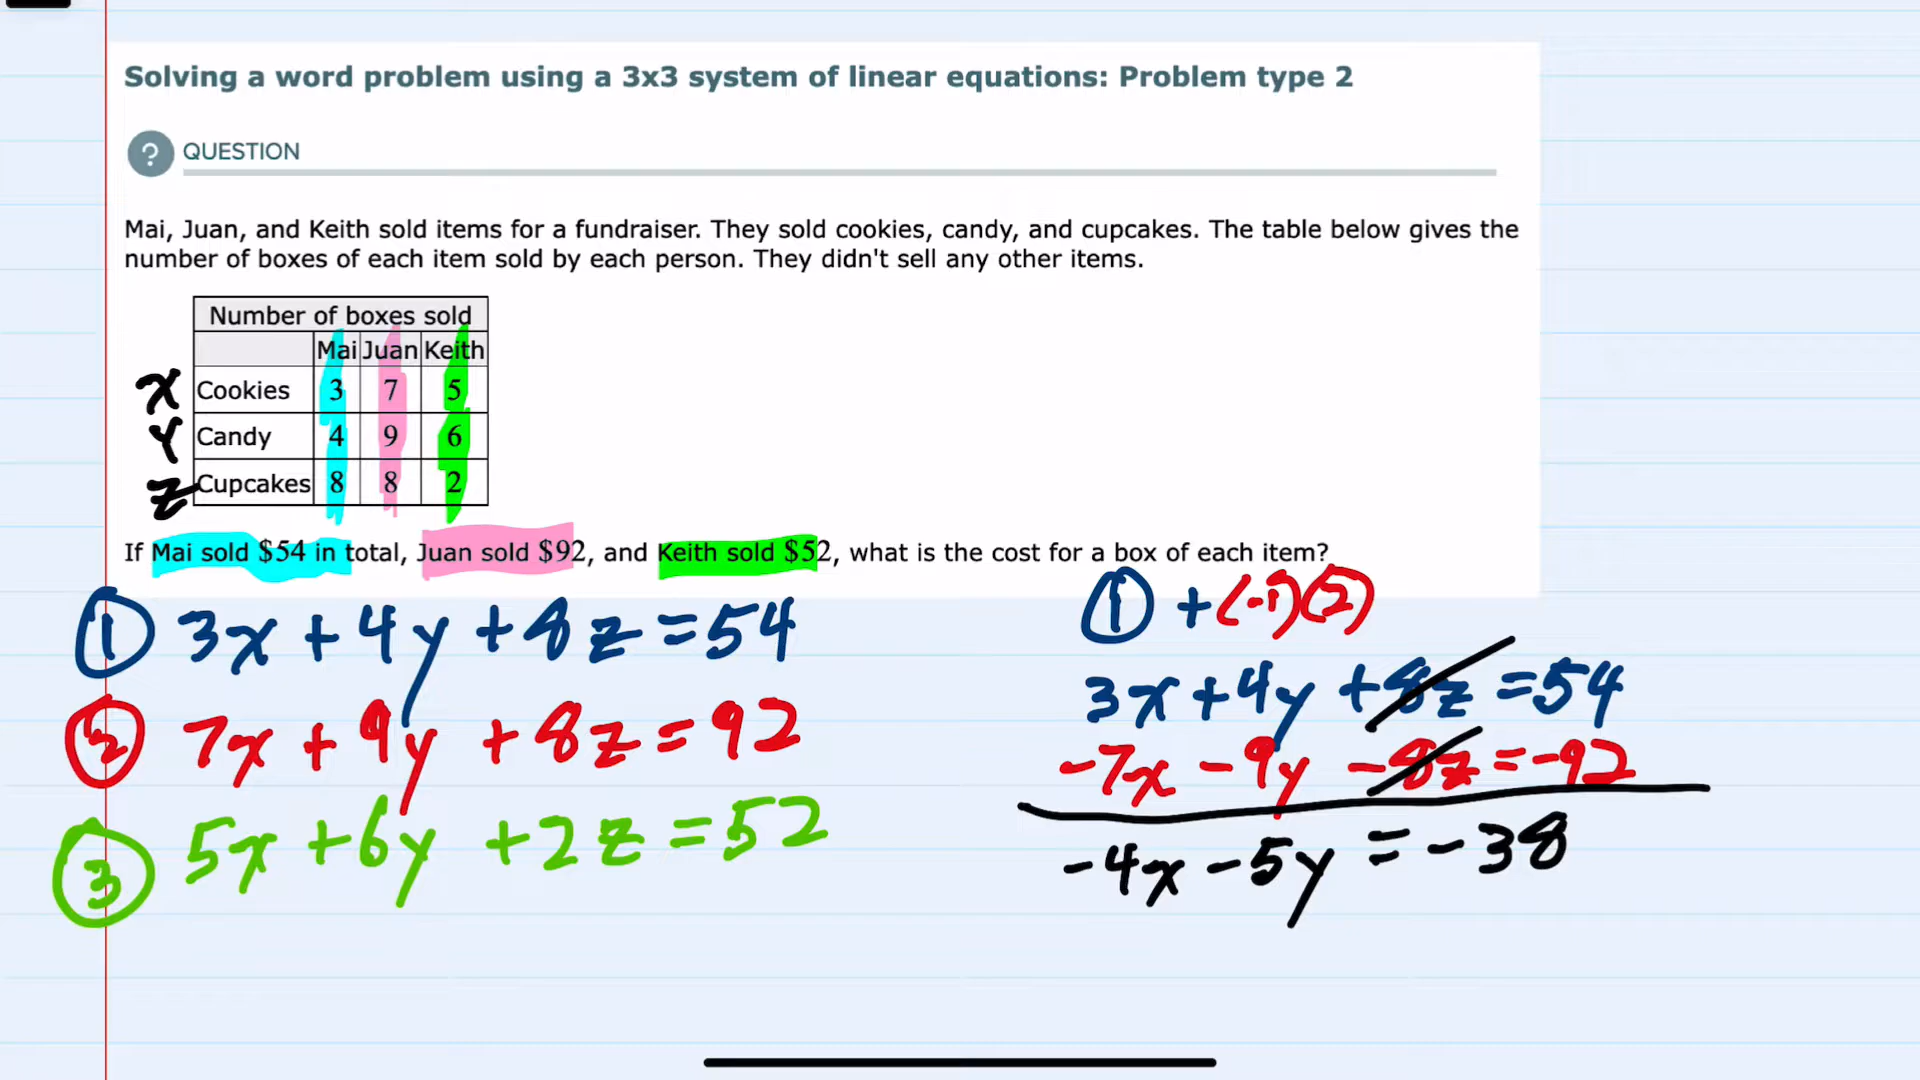 Solving a word problem using a 3x3 system of linear equations: Problem type 2
? QUESTION
Mai, Juan, and Keith sold items for a fundraiser. They sold cookies, candy, and cupcakes. The table below gives the
number of boxes of each item sold by each person. They didn't sell any other items.
Number of boxes sold
Mai Juan Keith
x Cookies 3 7 5
y Candy 4 9 6
z Cupcakes 8 8 2
If Mai sold $54 in total, Juan sold $92, and Keith sold $52, what is the cost for a box of each item?
① 3x + 4y + 8z = 54
② 7x + 9y + 8z = 92
③ 5x + 6y + 2z = 52
① + (-1)(2)
3x + 4y + 8z = 54
-7x - 9y - 8z = -92
-4x - 5y = -38